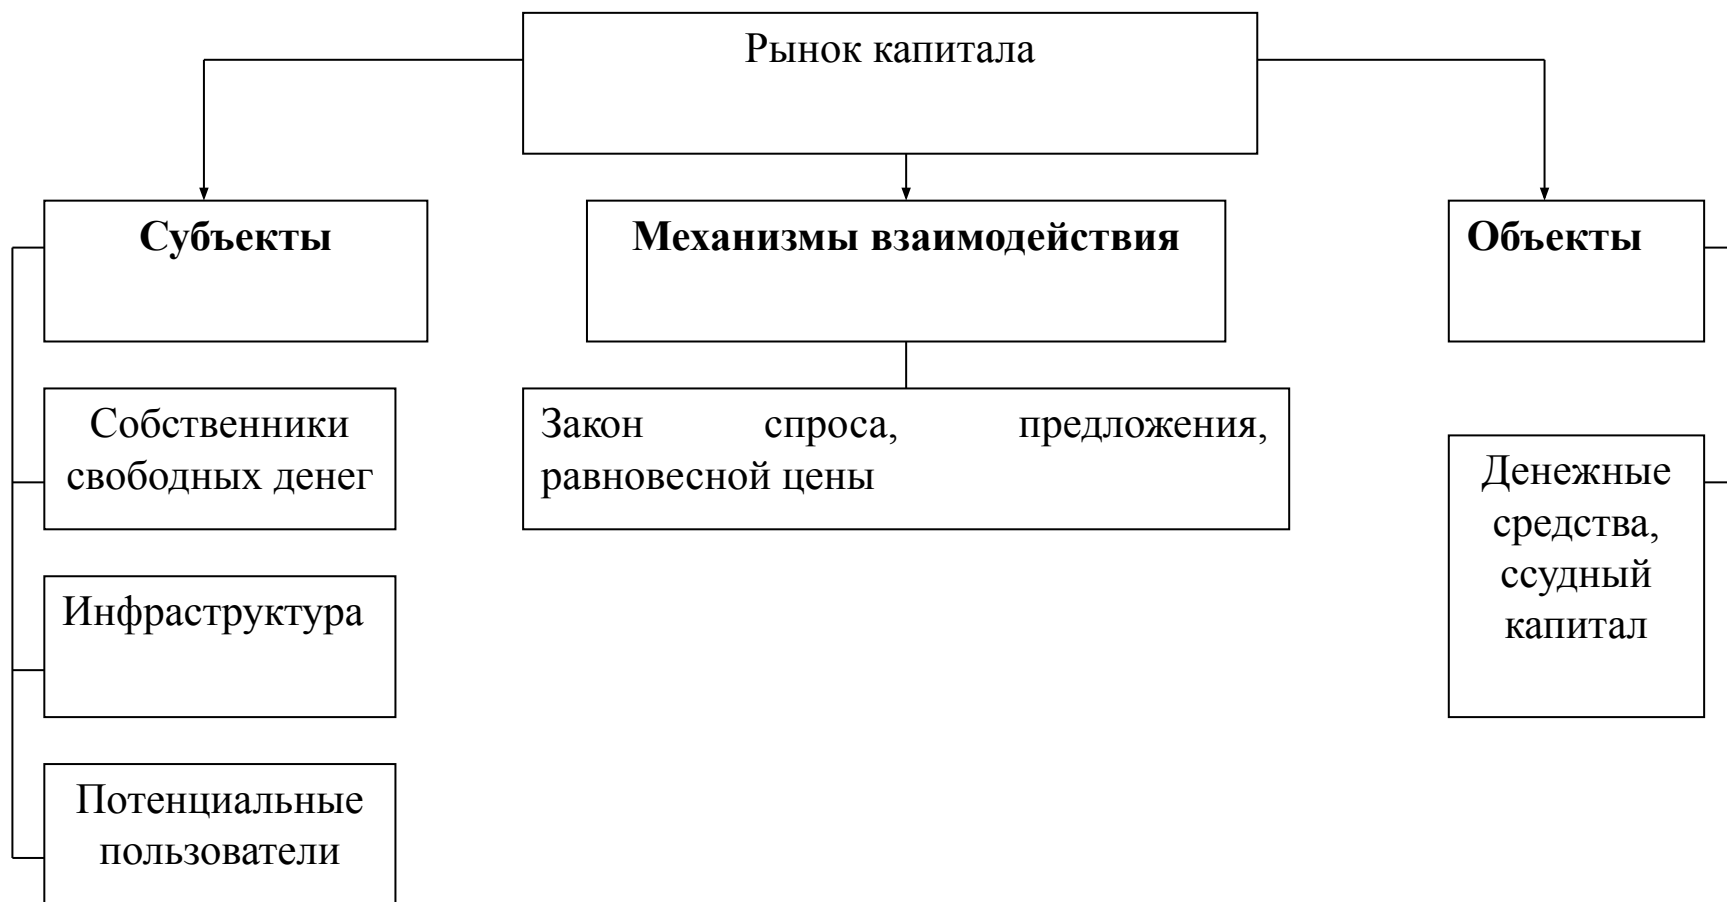 Рынок капитала
Субъекты
Механизмы взаимодействия
Объекты
Собственники
свободных денег
Закон спроса, предложения,
равновесной цены
Денежные
средства,
ссудный
капитал
Инфраструктура
Потенциальные
пользователи